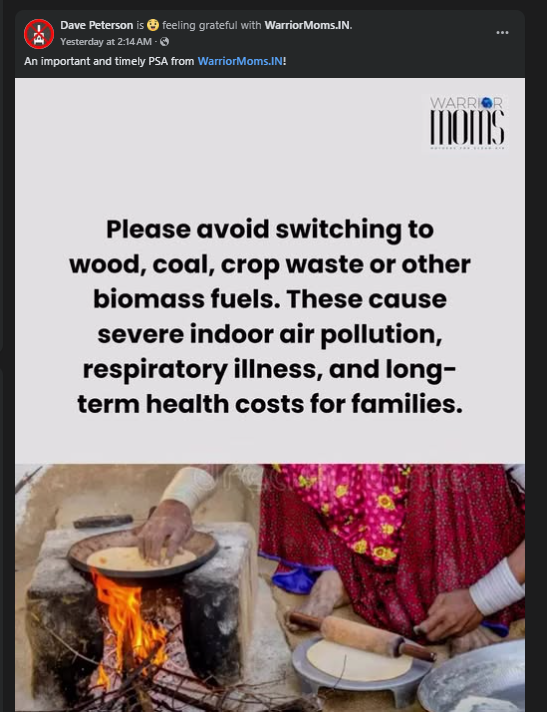 Dave Peterson is 😮 feeling grateful with WarriorMoms.IN.
Yesterday at 2:14 AM ·
An important and timely PSA from WarriorMoms.IN!
WARRIOR
moms
Please avoid switching to
wood, coal, crop waste or other
biomass fuels. These cause
severe indoor air pollution,
respiratory illness, and long-
term health costs for families.